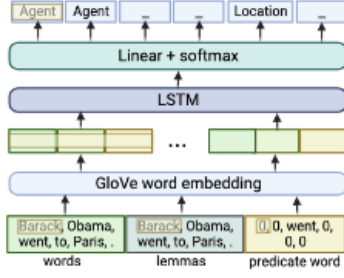 Agent Agent _ _ Location _
Linear + softmax
LSTM
...
GloVe word embedding
Barack, Obama, went, to, Paris, .
words
Barack, Obama, went, to, Paris, .
lemmas
0, 0, went, 0, 0, 0
predicate word